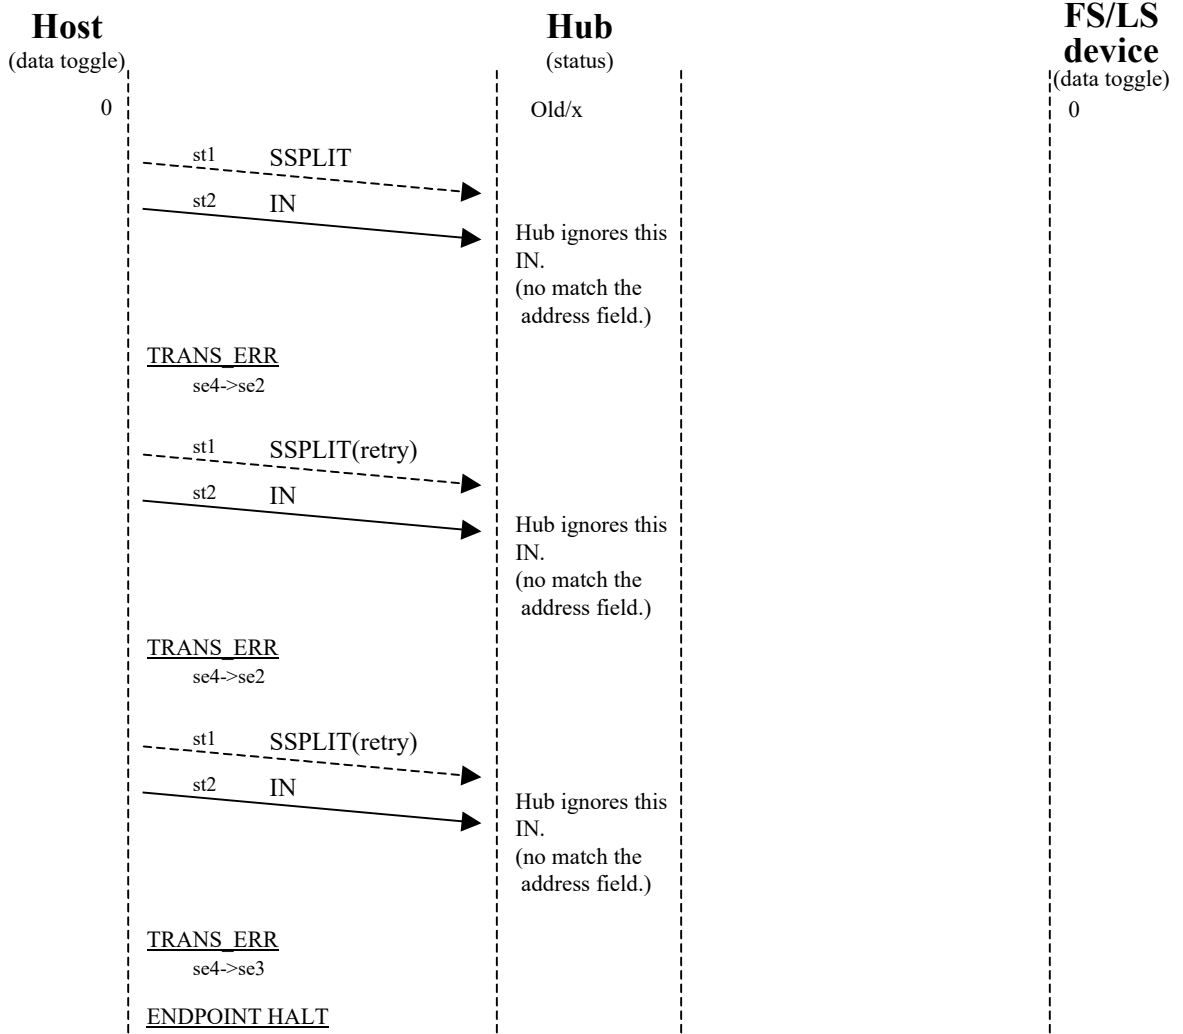 Host
(data toggle)
Hub
(status)
FS/LS
device
(data toggle)
0
Old/x
0
st1
SSPLIT
st2
IN
Hub ignores this
IN.
(no match the
address field.)
TRANS_ERR
se4->se2
st1
SSPLIT(retry)
st2
IN
Hub ignores this
IN.
(no match the
address field.)
TRANS_ERR
se4->se2
st1
SSPLIT(retry)
st2
IN
Hub ignores this
IN.
(no match the
address field.)
TRANS_ERR
se4->se3
ENDPOINT HALT